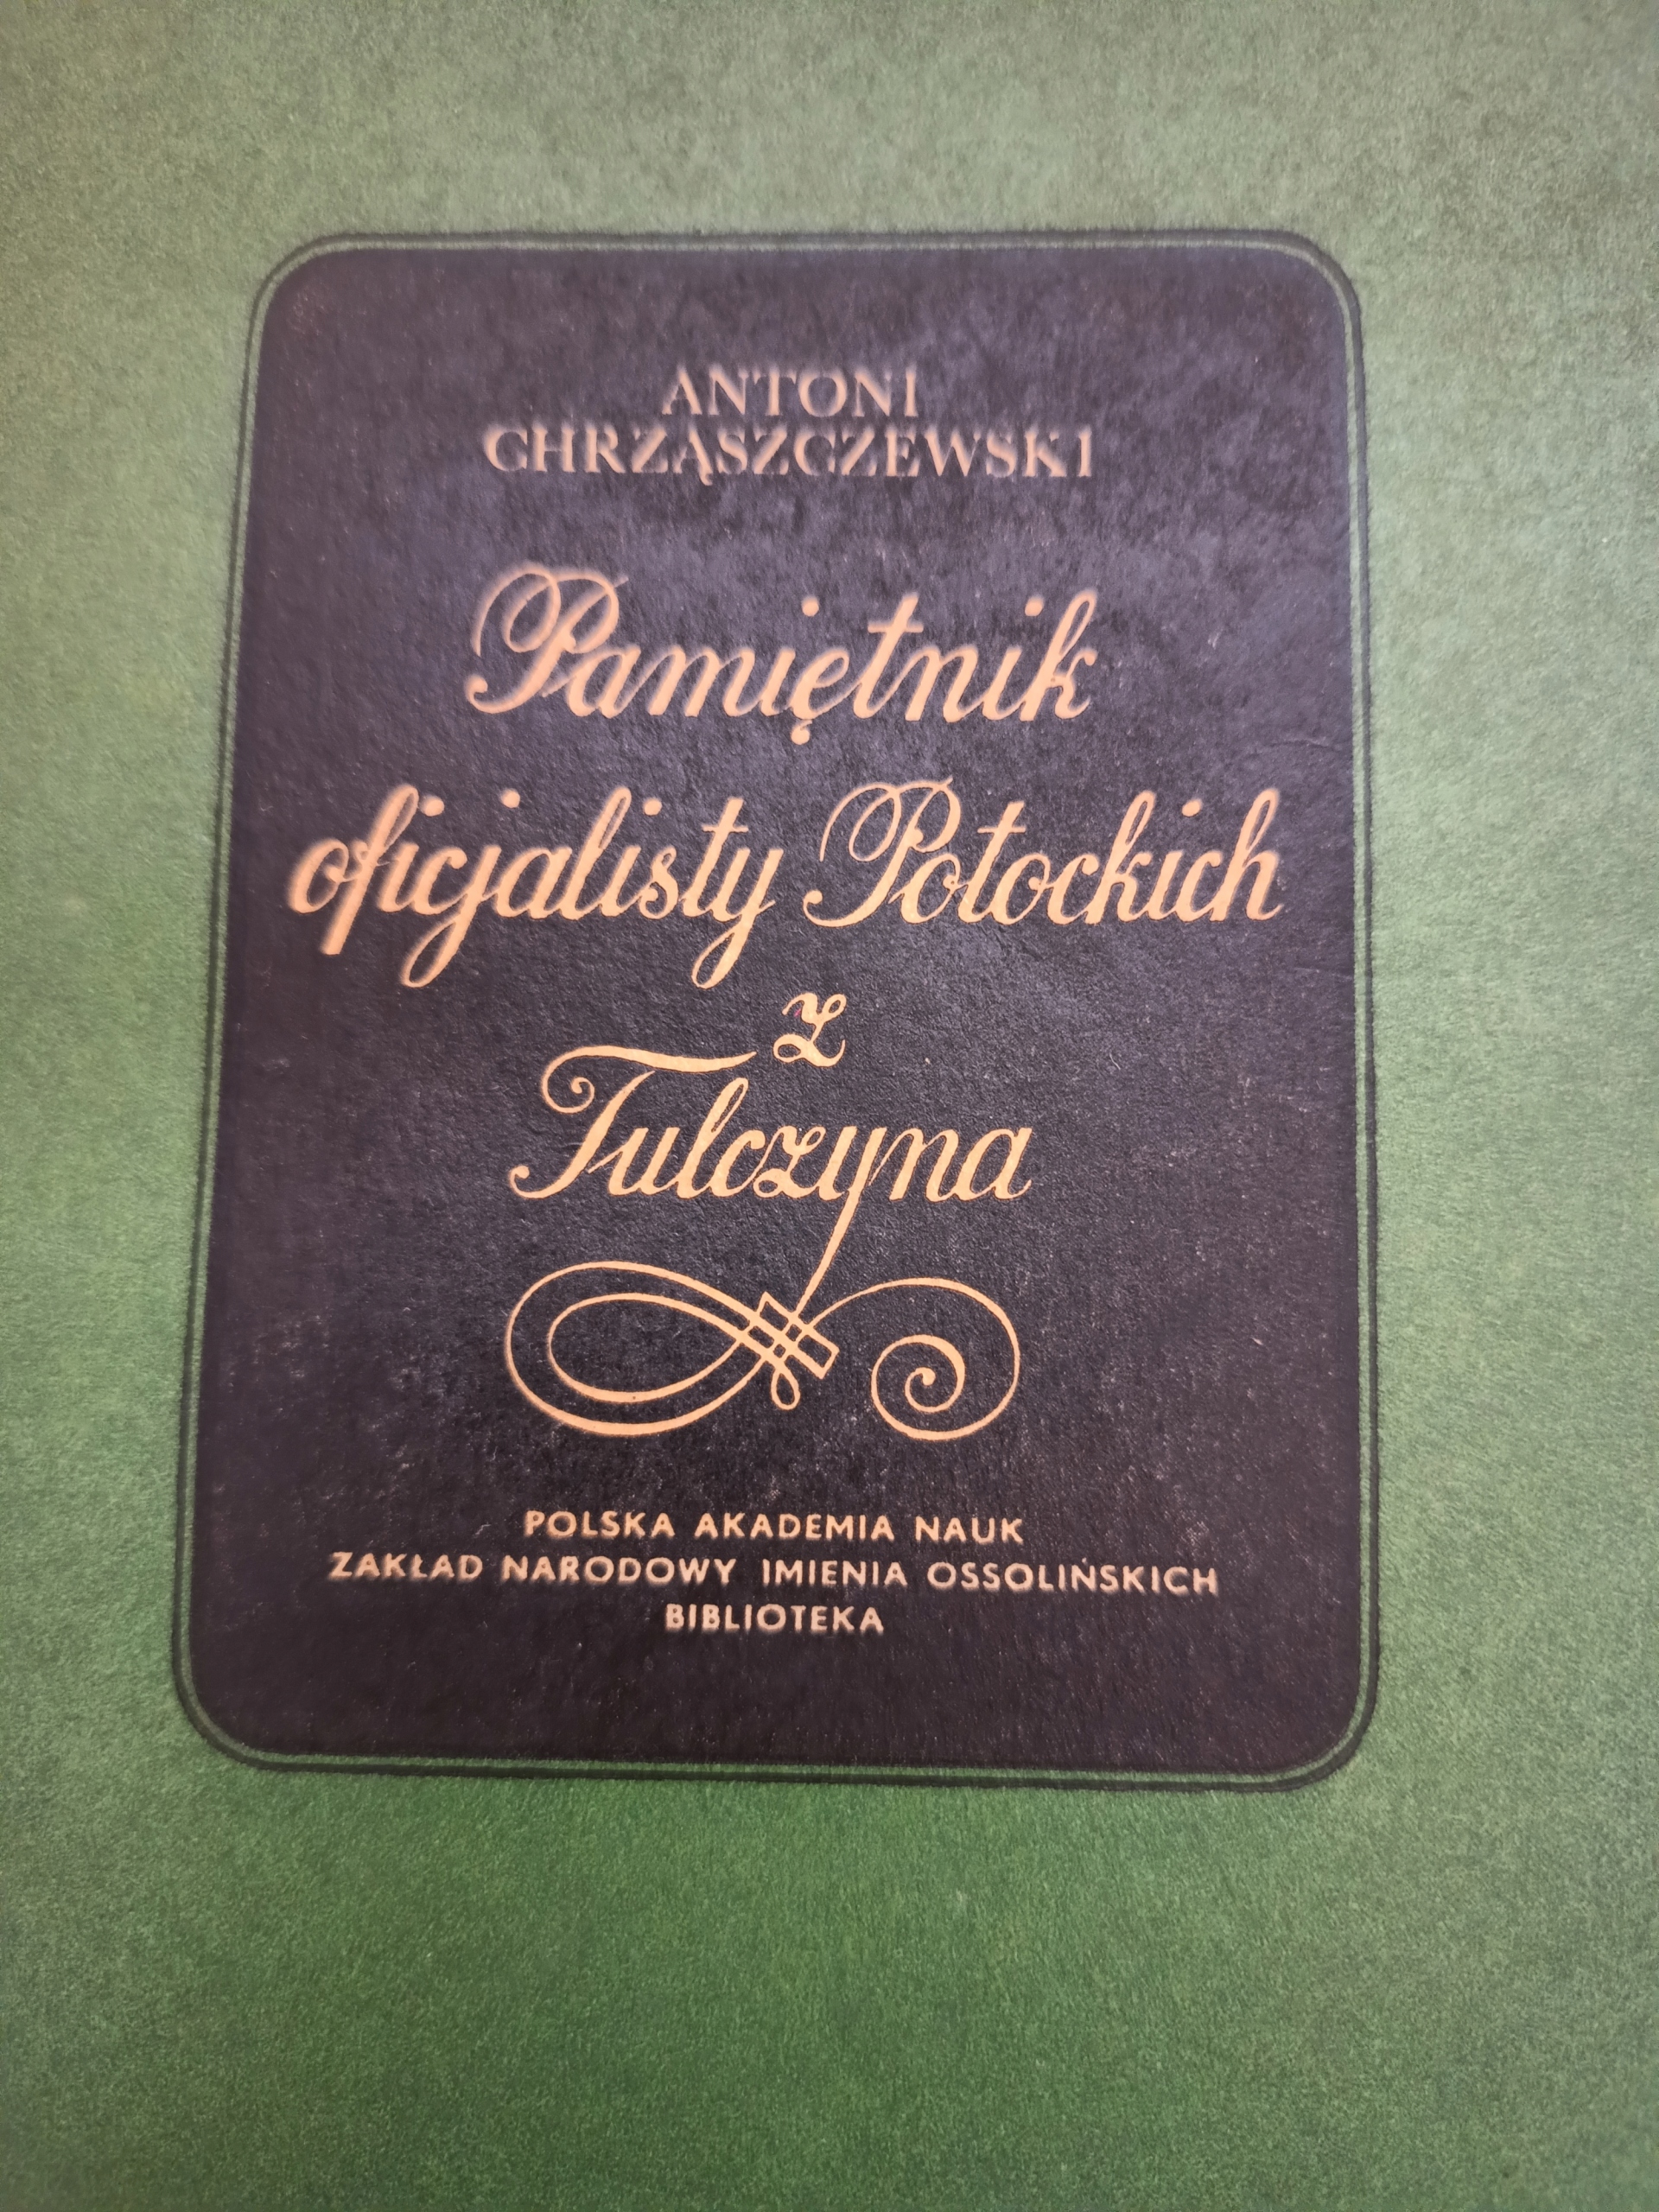 ANTONI
CHRZĄSZCZEWSKI
Pamiętnik
oficjalisty Potockich
z
Tulczyna
POLSKA AKADEMIA NAUK
ZAKŁAD NARODOWY IMIENIA OSSOLIŃSKICH
BIBLIOTEKA